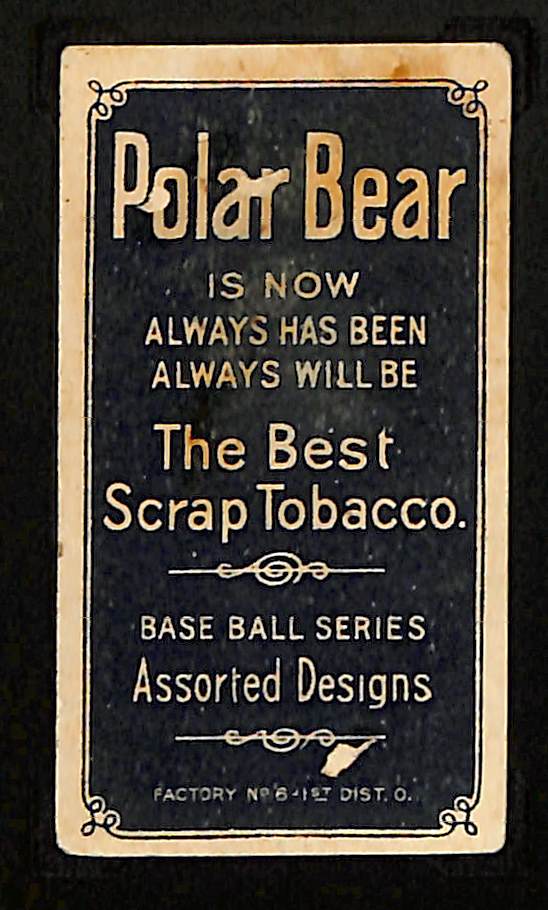 Polar Bear
IS NOW
ALWAYS HAS BEEN
ALWAYS WILL BE
The Best
Scrap Tobacco.
BASE BALL SERIES
Assorted Designs
FACTORY Nº 6-1ST DIST. O.